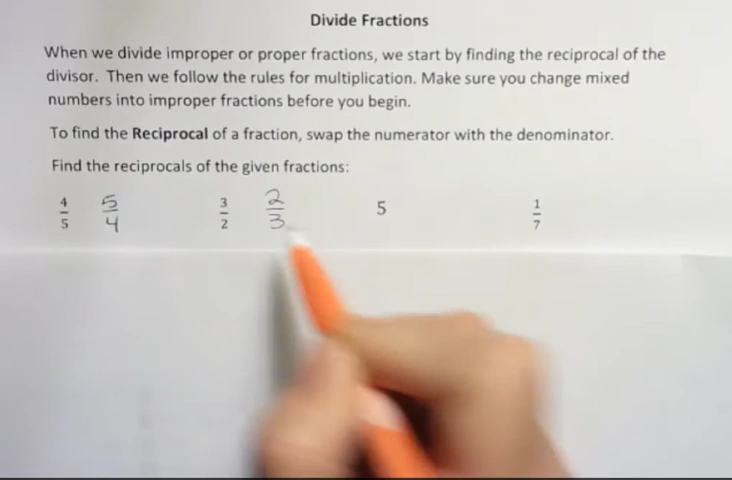 Divide Fractions
When we divide improper or proper fractions, we start by finding the reciprocal of the
divisor. Then we follow the rules for multiplication. Make sure you change mixed
numbers into improper fractions before you begin.
To find the Reciprocal of a fraction, swap the numerator with the denominator.
Find the reciprocals of the given fractions:
4/5 5/4 3/2 2/3 5 1/7